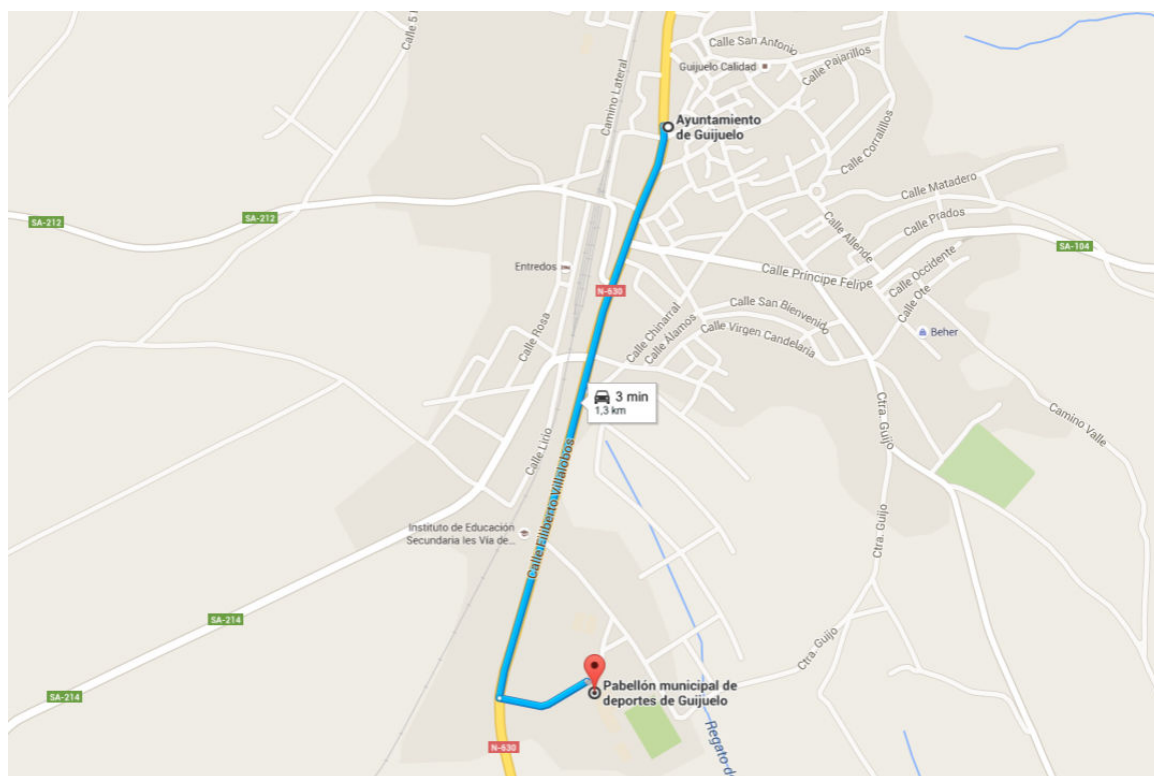 Calle San Antonio
Calle Pajarillos
Guijuelo Calidad
Camino Lateral
Ayuntamiento
de Guijuelo
Calle Corralillos
Calle Matadero
SA-212
SA-212
Calle Prados
Calle Allende
SA-104
Calle Occidente
Entredos
Calle Príncipe Felipe
N-630
Calle Ote
Calle San Bienvenido
Calle Chinarral
Calle Álamos
Calle Virgen Candelaria
Beher
Calle Rosa
3 min
1,3 km
Ctra. Guijo
Camino Valle
Calle Litio
Calle Filiberto Villalobos
Instituto de Educación
Secundaria Ies Vía de...
Ctra. Guijo
SA-214
SA-214
Ctra. Guijo
Pabellón municipal de
deportes de Guijuelo
N-630
Regato de